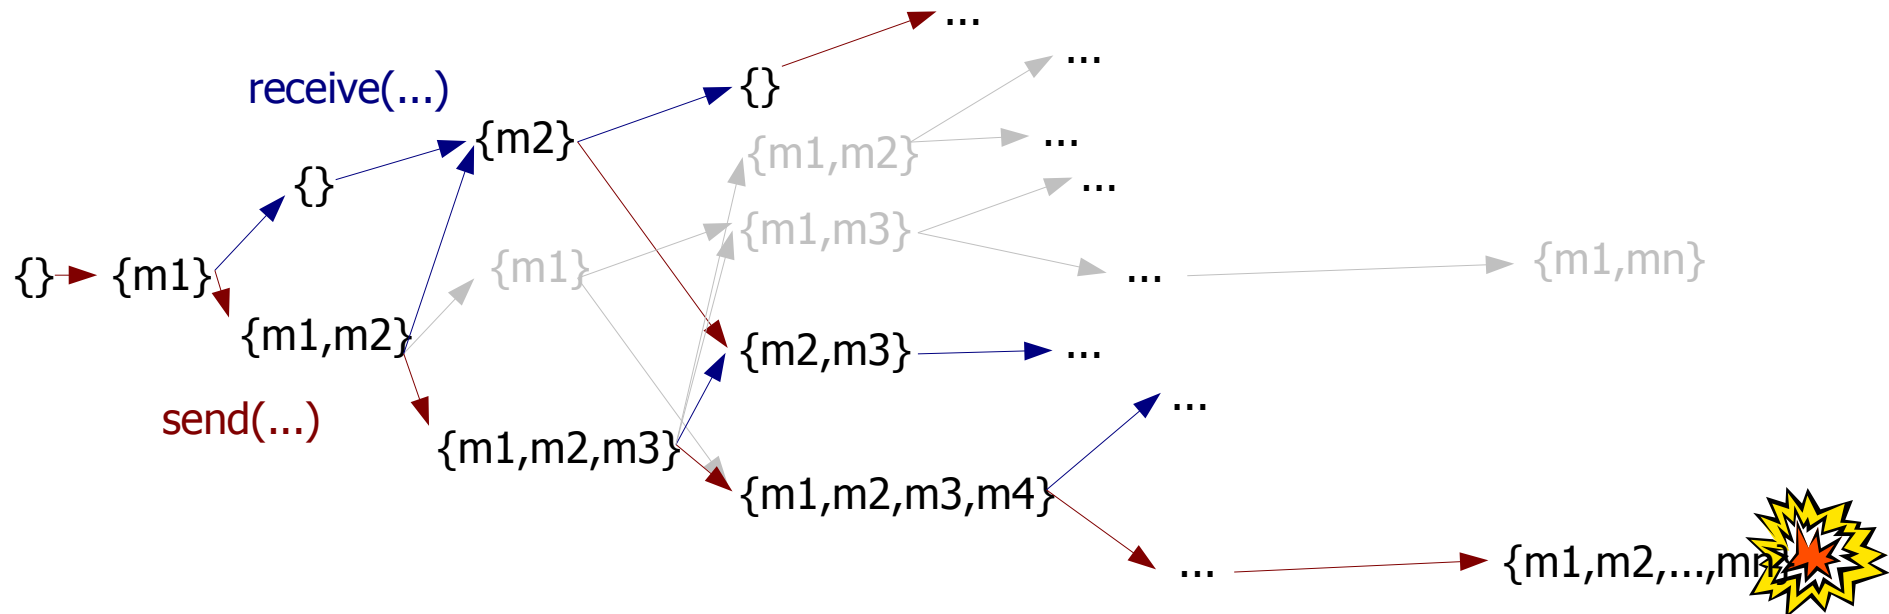 ...
...
receive(...)
{}
{m2}
...
{m1,m2}
{}
...
{m1,m3}
{}
{m1}
{m1}
...
{m1,mn}
{m1,m2}
{m2,m3}
...
...
send(...)
{m1,m2,m3}
{m1,m2,m3,m4}
...
{m1,m2,...,mn}